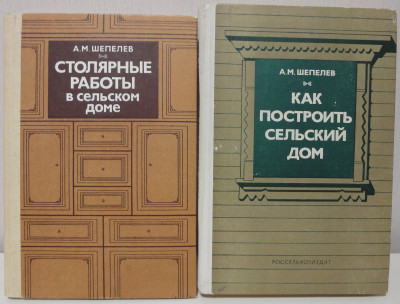 А.М. ШЕПЕЛЕВ
СТОЛЯРНЫЕ
РАБОТЫ
В СЕЛЬСКОМ
ДОМЕ
А.М. ШЕПЕЛЕВ
КАК
ПОСТРОИТЬ
СЕЛЬСКИЙ
ДОМ
РОССЕЛЬХОЗИЗДАТ